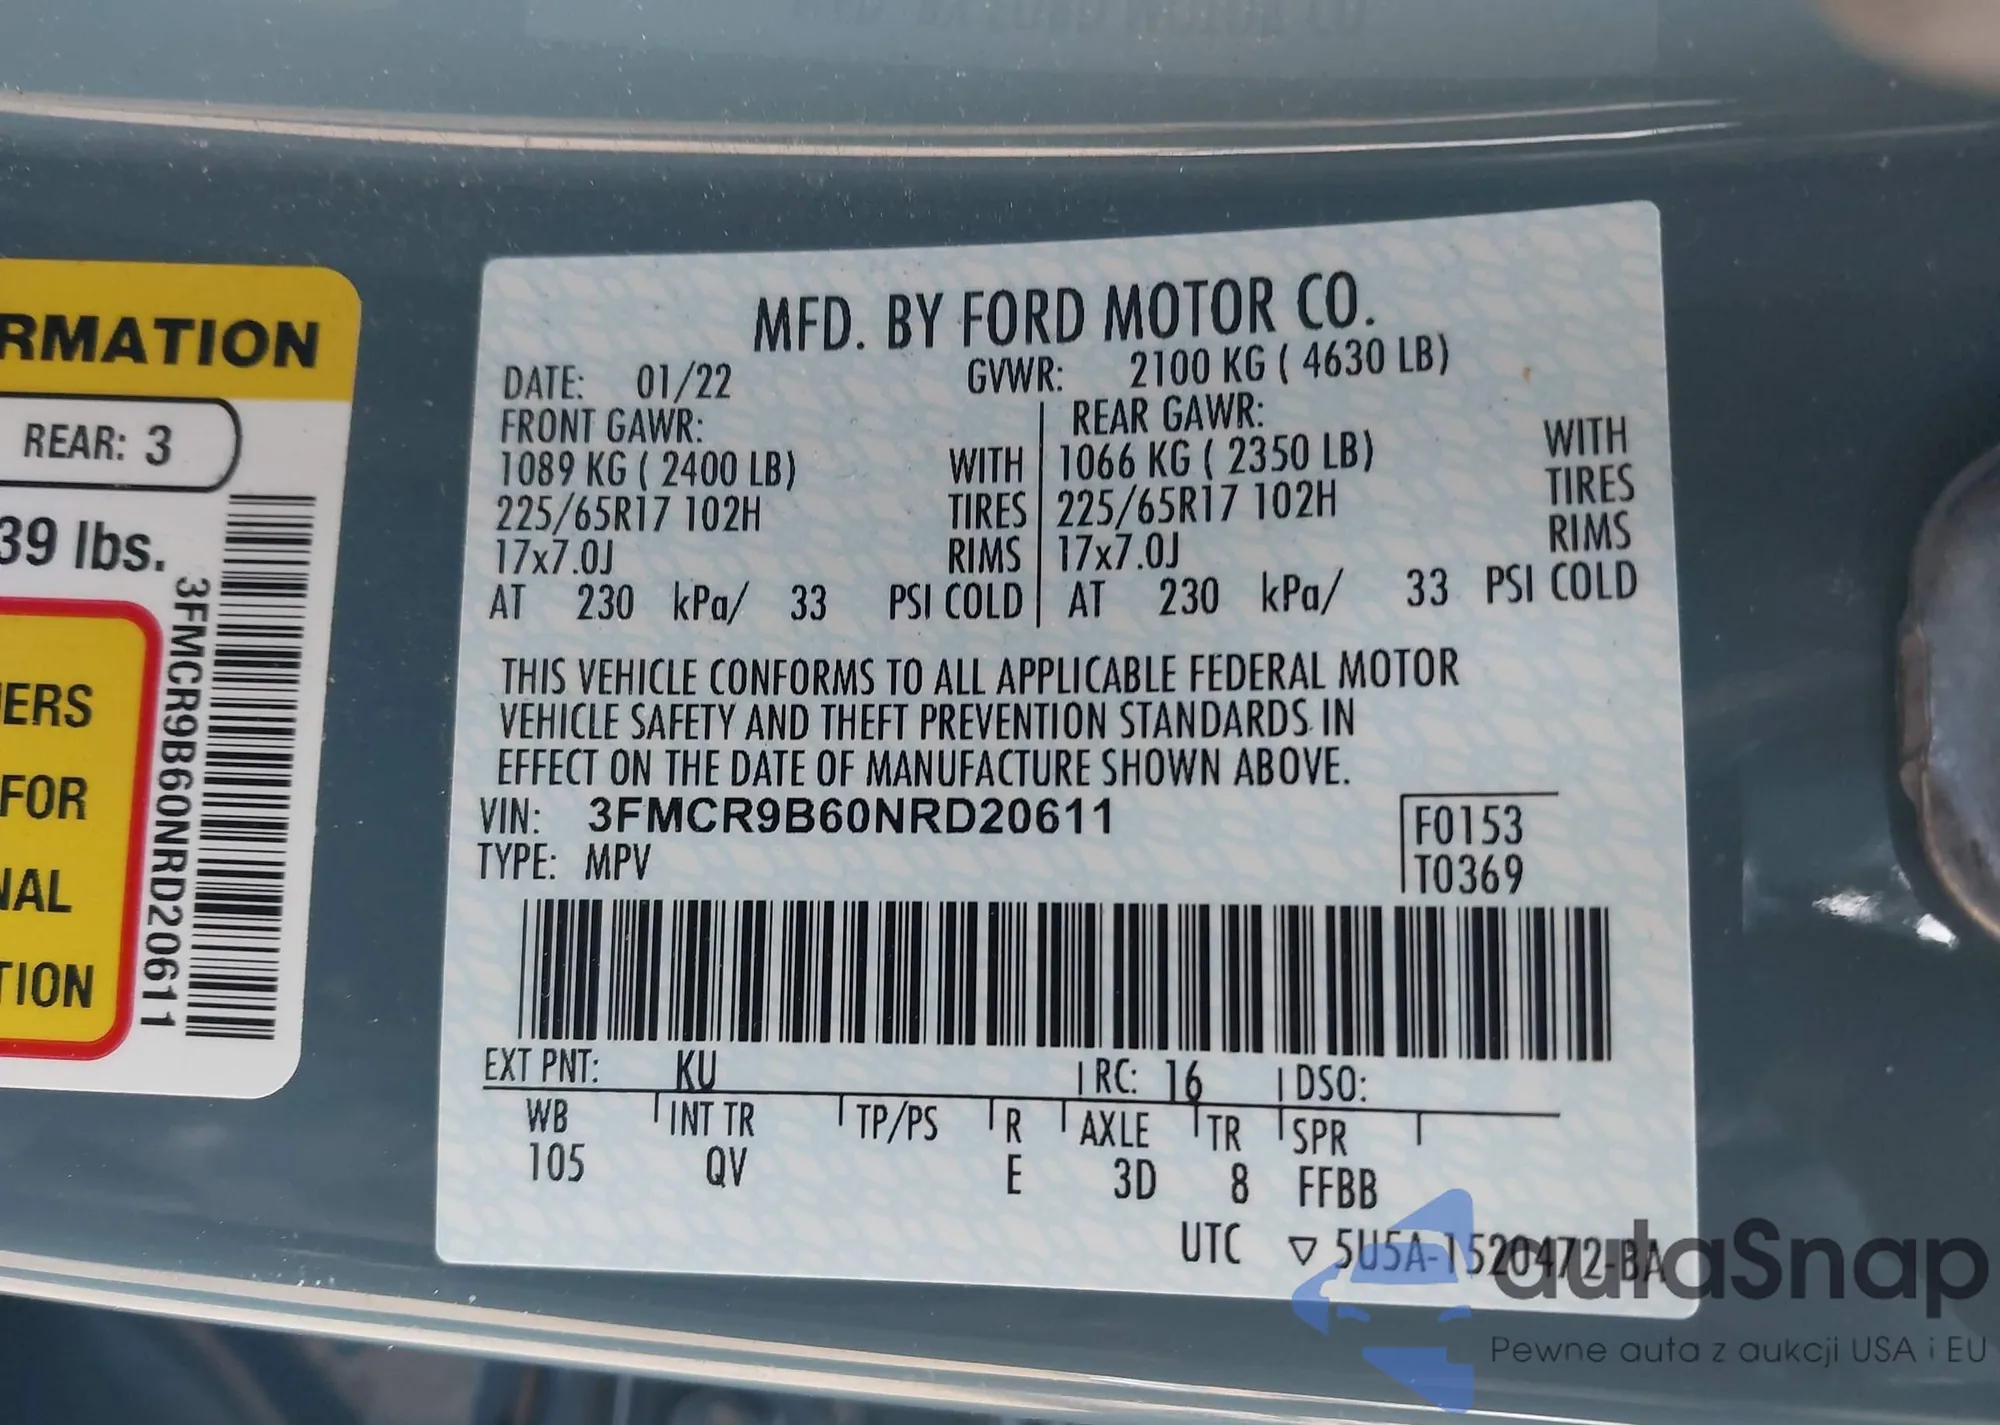 RMATION
REAR: 3
39 lbs.
ERS
FOR
NAL
TION
3FMCR9B60NRD20611
MFD. BY FORD MOTOR CO.
DATE: 01/22 GVWR: 2100 KG ( 4630 LB)
FRONT GAWR: REAR GAWR:
1089 KG ( 2400 LB) WITH 1066 KG ( 2350 LB) WITH
225/65R17 102H TIRES 225/65R17 102H TIRES
17x7.0J RIMS 17x7.0J RIMS
AT 230 kPa/ 33 PSI COLD AT 230 kPa/ 33 PSI COLD
THIS VEHICLE CONFORMS TO ALL APPLICABLE FEDERAL MOTOR
VEHICLE SAFETY AND THEFT PREVENTION STANDARDS IN
EFFECT ON THE DATE OF MANUFACTURE SHOWN ABOVE.
VIN: 3FMCR9B60NRD20611 F0153
TYPE: MPV T0369
EXT PNT: KU RC: 16 DSO:
WB INT TR TP/PS R AXLE TR SPR
105 QV E 3D 8 FFBB
UTC ▽ 5U5A-1520472-BA
autaSnap
Pewne auta z aukcji USA i EU